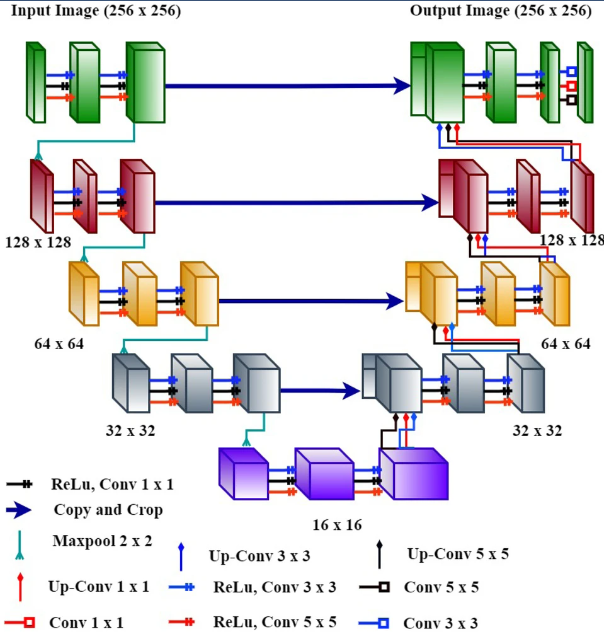 Input Image (256 x 256)
Output Image (256 x 256)
128 x 128
128 x 128
64 x 64
64 x 64
32 x 32
32 x 32
16 x 16
ReLu, Conv 1 x 1
Copy and Crop
Maxpool 2 x 2
Up-Conv 3 x 3
Up-Conv 5 x 5
Up-Conv 1 x 1
ReLu, Conv 3 x 3
Conv 5 x 5
Conv 1 x 1
ReLu, Conv 5 x 5
Conv 3 x 3